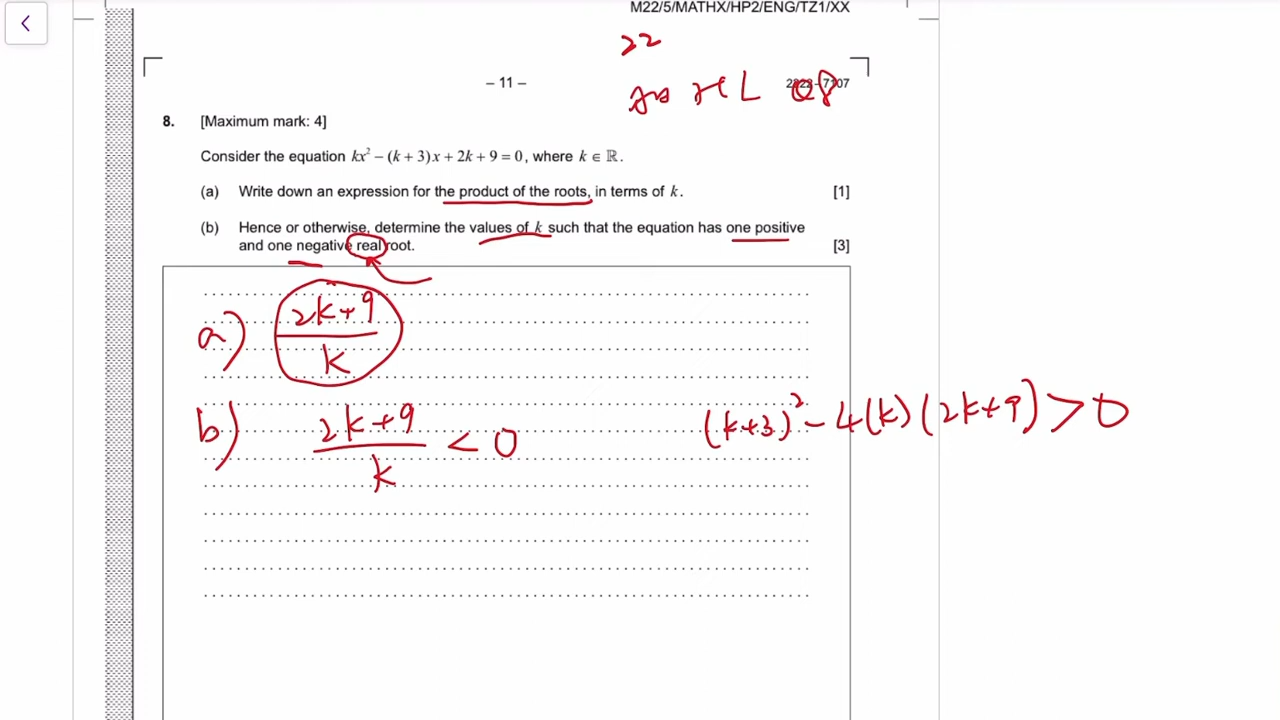 M22/5/MATHX/HP2/ENG/TZ1/XX
22
– 11 –
HL Q8
8. [Maximum mark: 4]
Consider the equation kx² − (k + 3)x + 2k + 9 = 0, where k ∈ ℝ.
(a) Write down an expression for the product of the roots, in terms of k. [1]
(b) Hence or otherwise, determine the values of k such that the equation has one positive
and one negative real root. [3]
a) (2k+9)/k
b) (2k+9)/k < 0
(k+3)² − 4(k)(2k+9) > 0